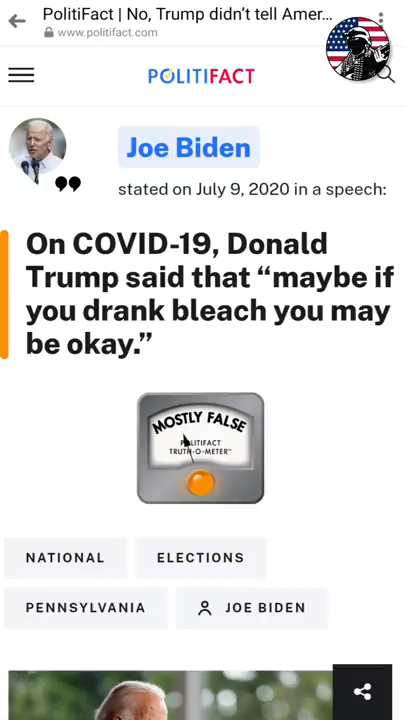 PolitiFact | No, Trump didn’t tell Amer...
www.politifact.com
POLITIFACT
Joe Biden
stated on July 9, 2020 in a speech:
On COVID-19, Donald
Trump said that “maybe if
you drank bleach you may
be okay.”
MOSTLY FALSE
POLITIFACT
TRUTH-O-METER™
NATIONAL
ELECTIONS
PENNSYLVANIA
JOE BIDEN